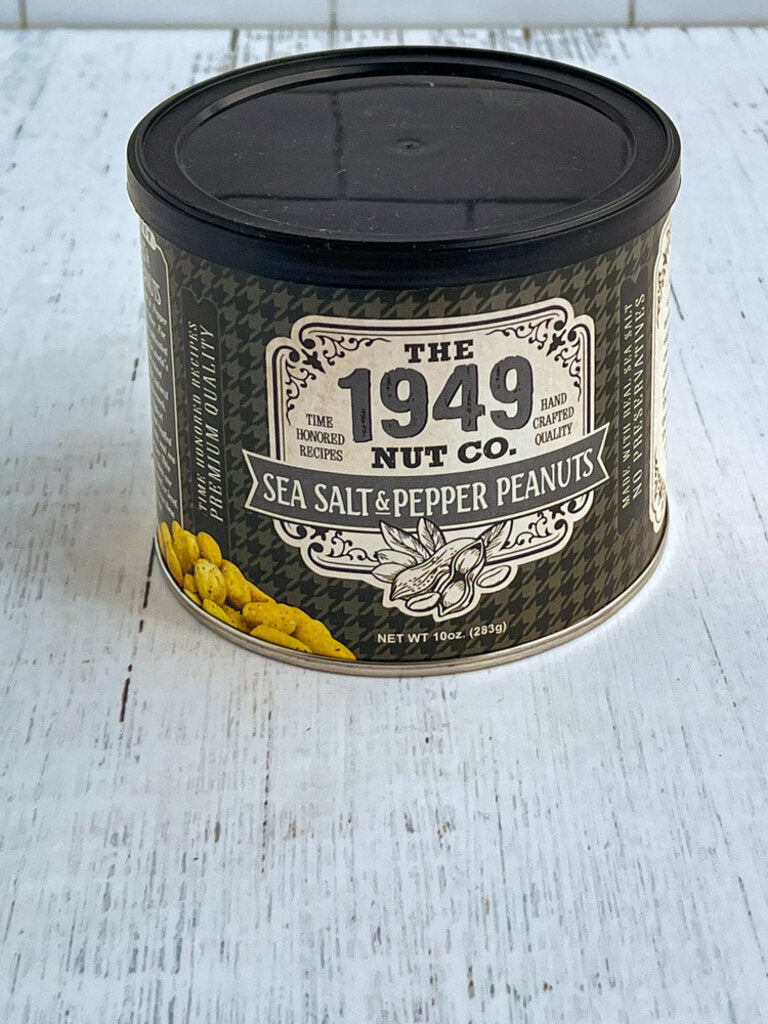 THE
1949
NUT CO.
TIME
HONORED
RECIPES
HAND
CRAFTED
QUALITY
SEA SALT & PEPPER PEANUTS
NET WT 10oz. (283g)
TIME HONORED RECIPES
PREMIUM QUALITY
MADE WITH REAL SEA SALT
NO PRESERVATIVES